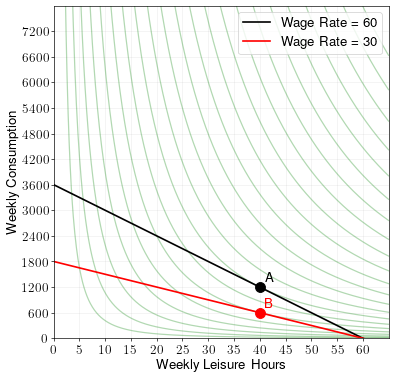 Wage Rate = 60
Wage Rate = 30
Weekly Consumption
7200
6600
6000
5400
4800
4200
3600
3000
2400
1800
1200
600
0
A
B
0 5 10 15 20 25 30 35 40 45 50 55 60
Weekly Leisure Hours